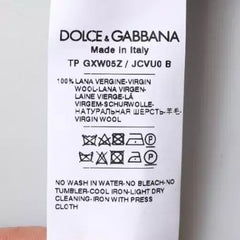 DOLCE & GABBANA
Made in Italy
TP GXW05Z / JCVU0 B
100%LANA VERGINE-VIRGIN
WOOL-LANA VIRGEN-
LAINE VIERGE-LÃ
VIRGEM-SCHURWOLLE-
НАТУРАЛЬНАЯ ШЕРСТЬ-羊毛-
VIRGIN WOOL
NO WASH IN WATER-NO BLEACH-NO
TUMBLER-COOL IRON-LIGHT DRY
CLEANING-IRON WITH PRESS
CLOTH